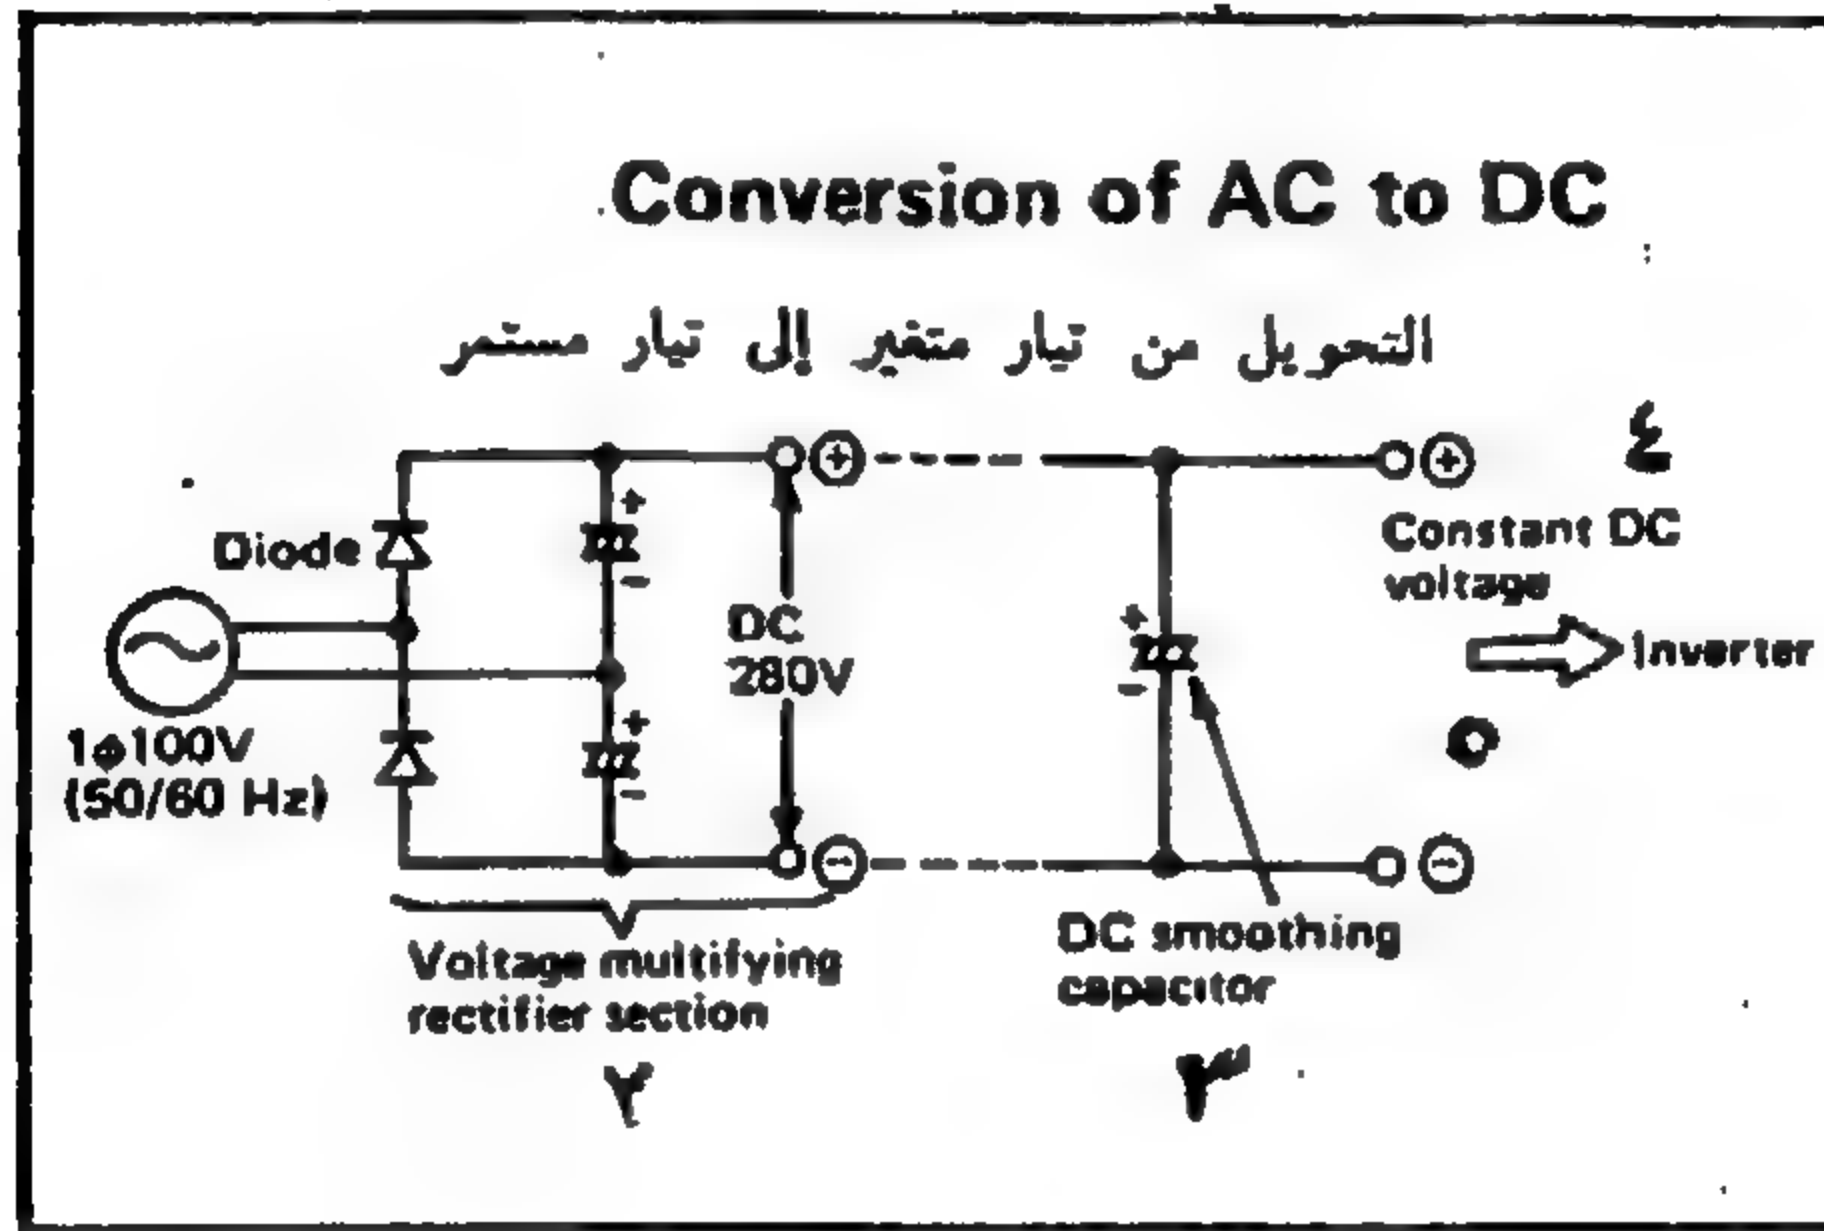 Conversion of AC to DC
التحويل من تيار متغير إلى تيار مستمر
٤
Constant DC
voltage
Diode
DC
280V
Inverter
1φ100V
(50/60 Hz)
٥
+
−
+
−
+
−
+
−
+
−
Voltage multifying
rectifier section
DC smoothing
capacitor
٢
٣